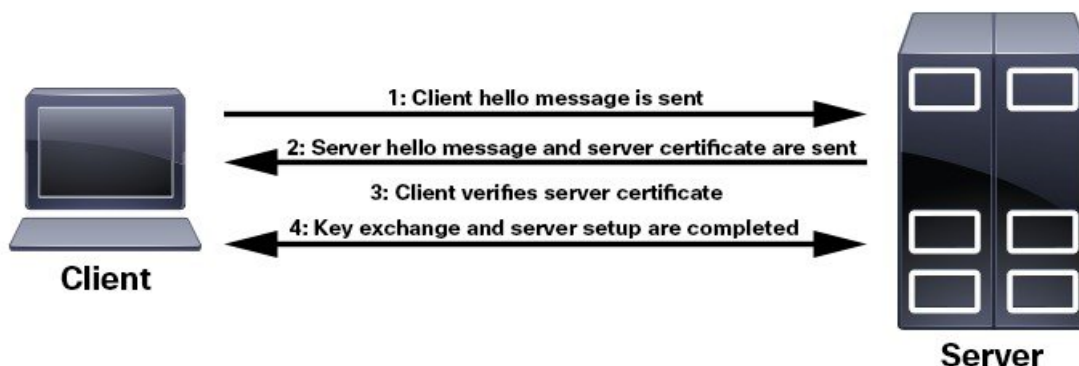 1: Client hello message is sent
2: Server hello message and server certificate are sent
3: Client verifies server certificate
4: Key exchange and server setup are completed
Client
Server